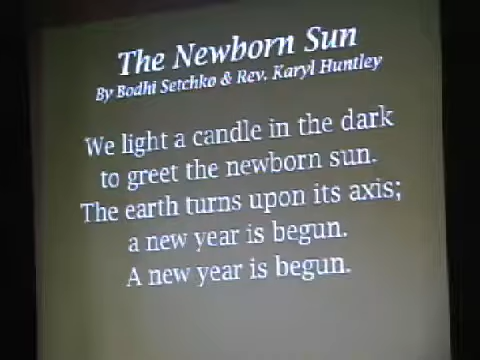 The Newborn Sun
By Bodhi Setchko & Rev. Karyl Huntley
We light a candle in the dark
to greet the newborn sun.
The earth turns upon its axis;
a new year is begun.
A new year is begun.